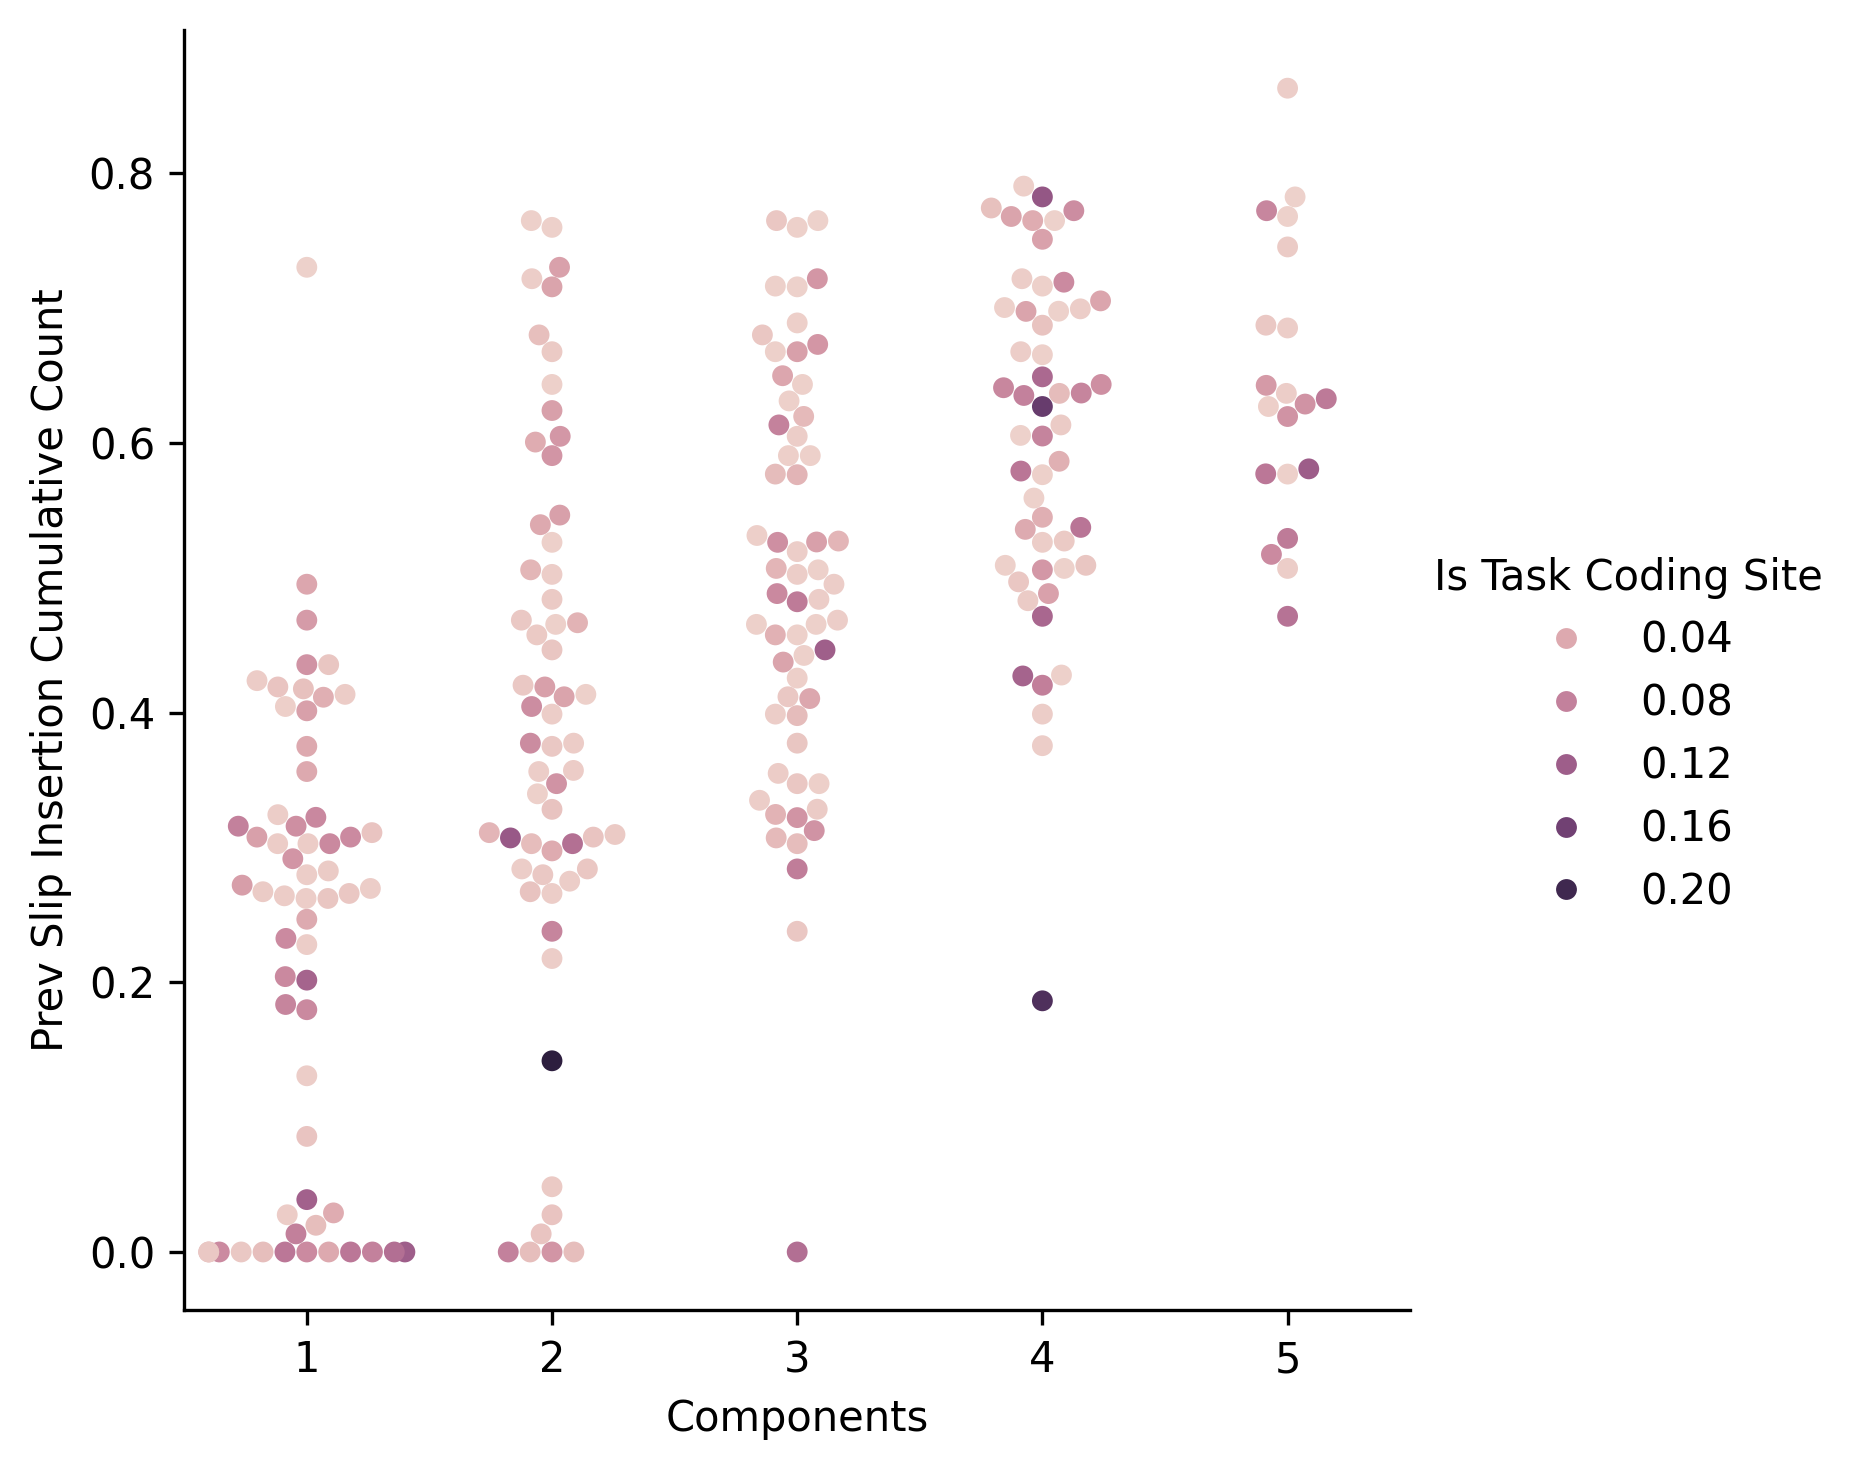 0.8
0.6
0.4
0.2
0.0
Prev Slip Insertion Cumulative Count
1 2 3 4 5
Components
Is Task Coding Site
0.04
0.08
0.12
0.16
0.20